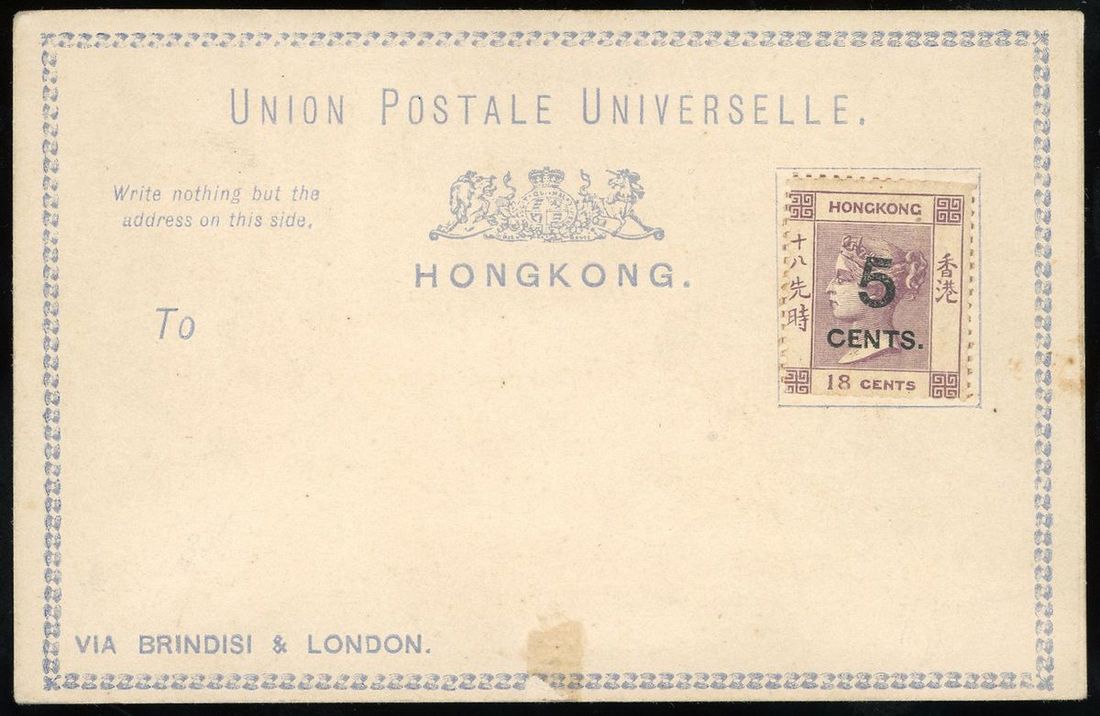 UNION POSTALE UNIVERSELLE.
Write nothing but the
address on this side.
HONGKONG.
To
HONGKONG
十八先時
香港
5
CENTS.
18 CENTS
VIA BRINDISI & LONDON.